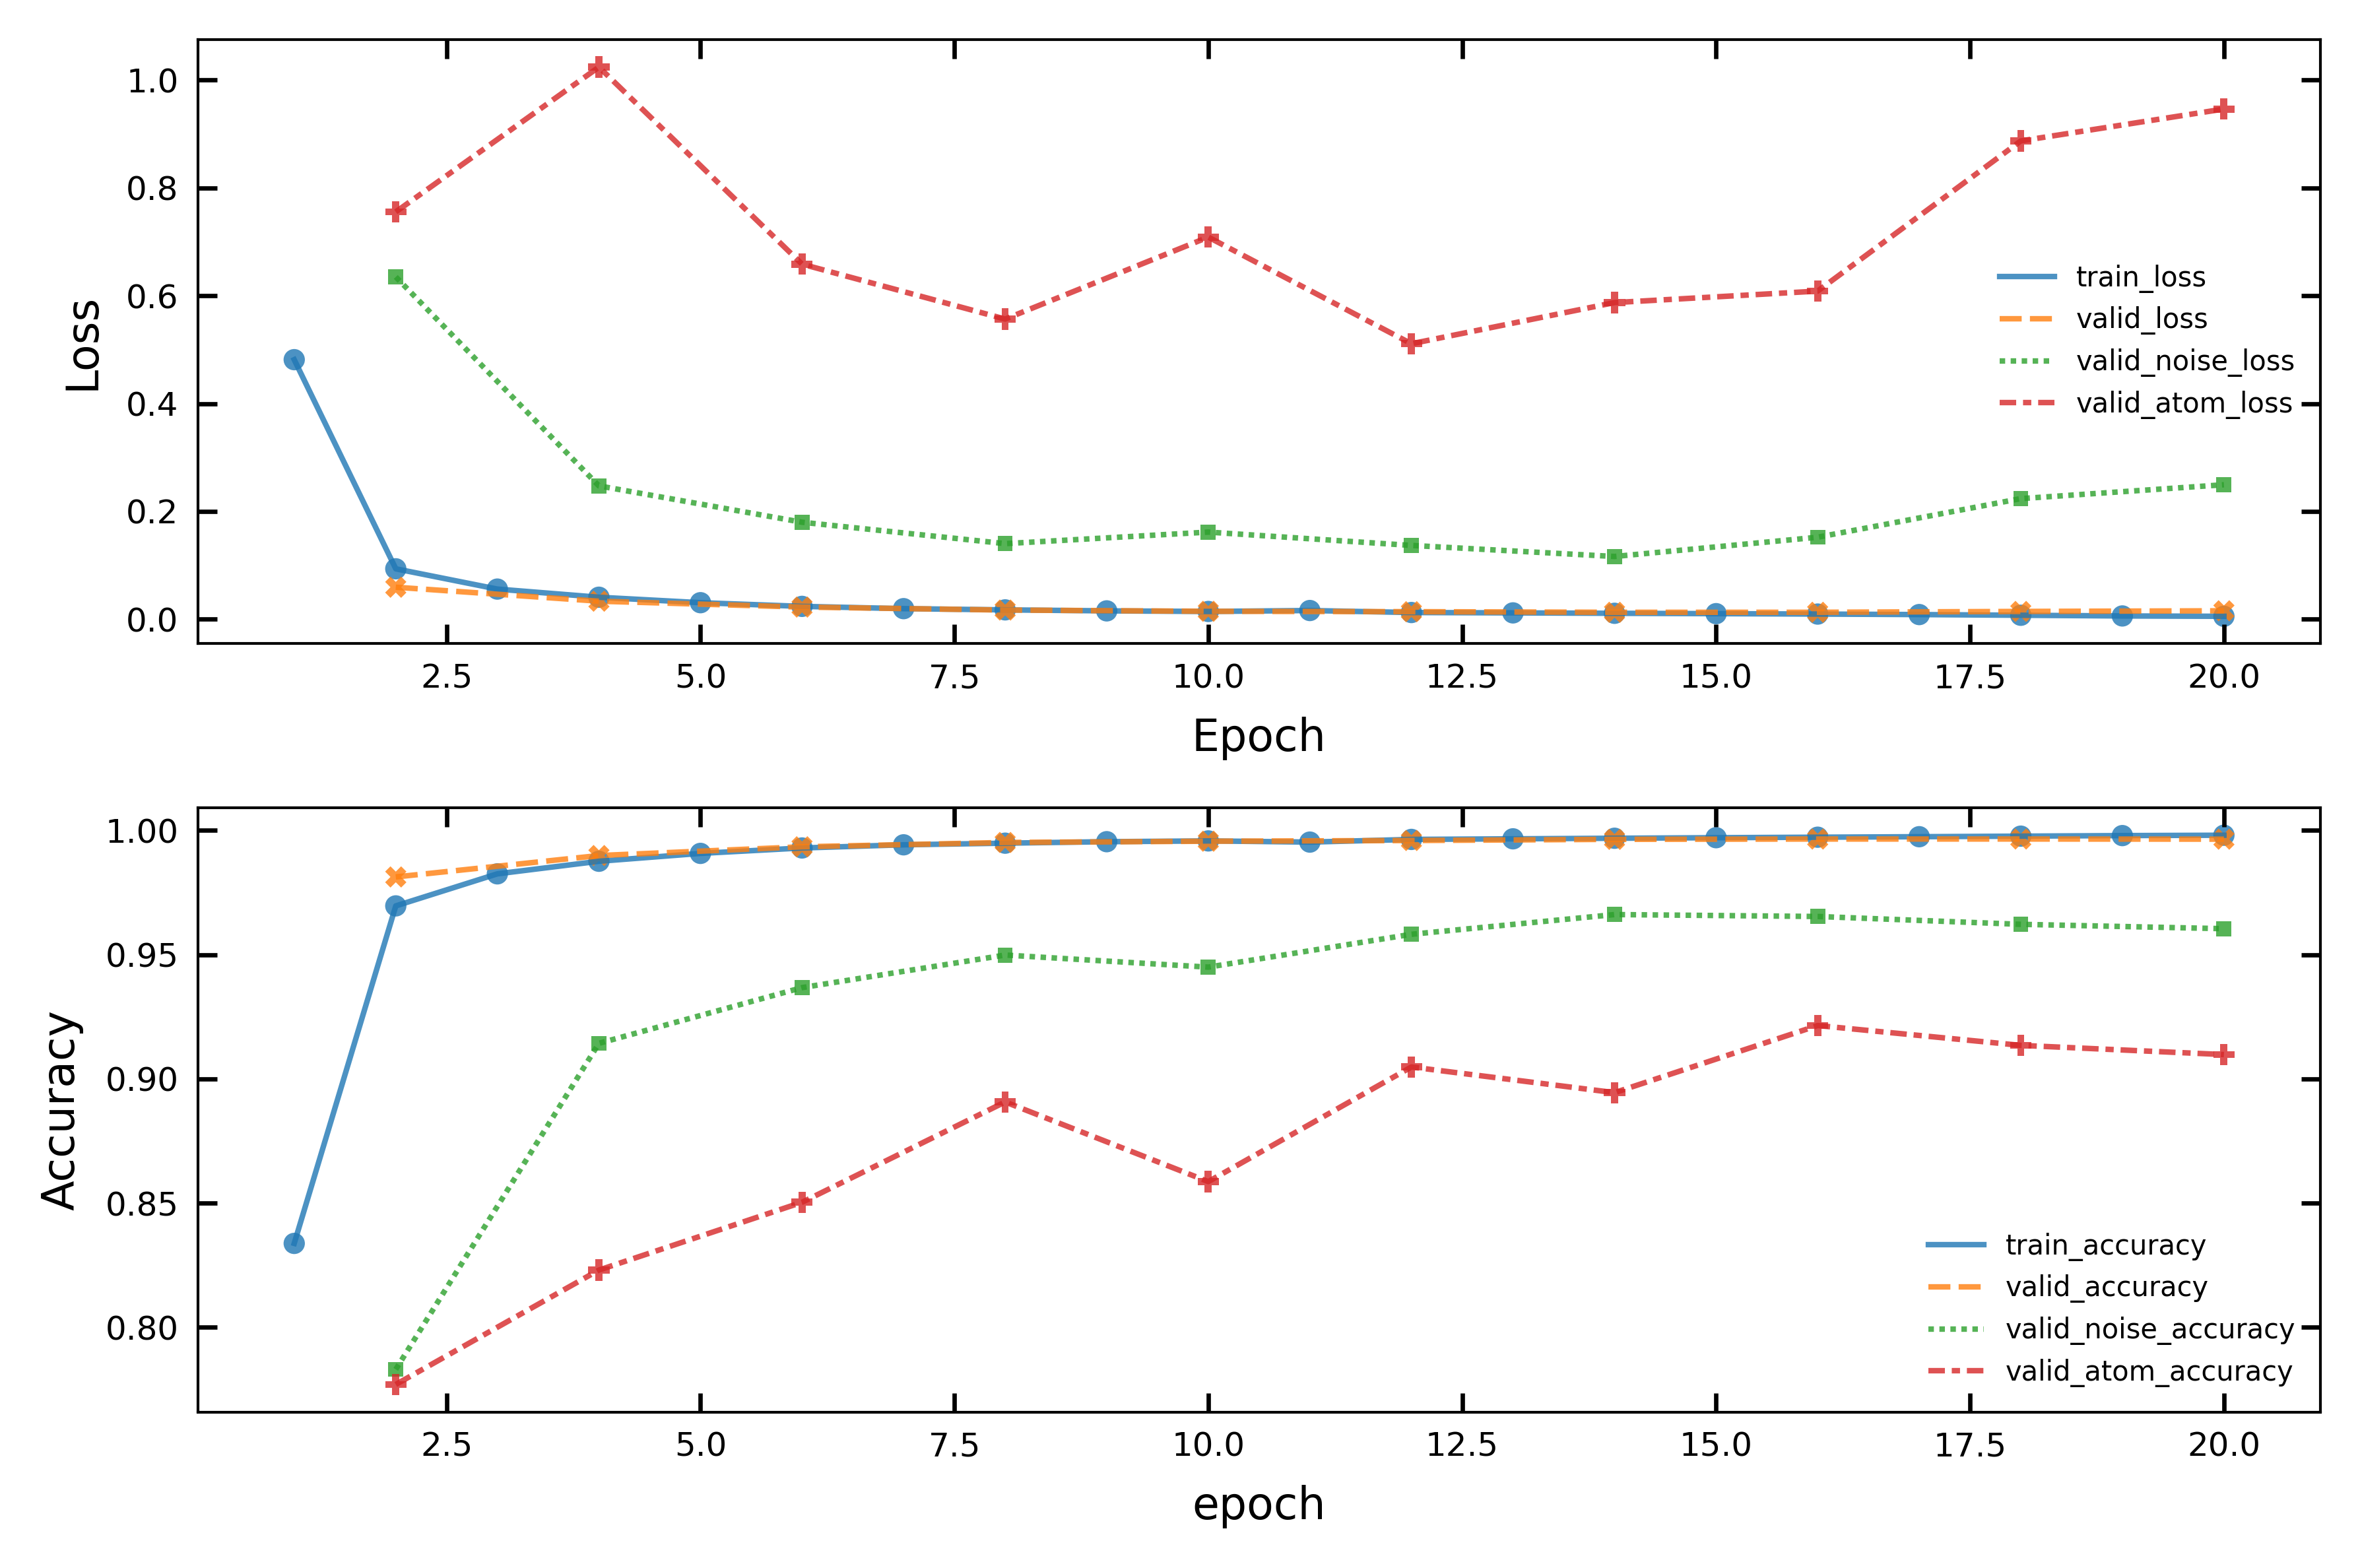 1.0
0.8
0.6
0.4
0.2
0.0
Loss
train_loss
valid_loss
valid_noise_loss
valid_atom_loss
2.5 5.0 7.5 10.0 12.5 15.0 17.5 20.0
Epoch
1.00
0.95
0.90
0.85
0.80
Accuracy
train_accuracy
valid_accuracy
valid_noise_accuracy
valid_atom_accuracy
2.5 5.0 7.5 10.0 12.5 15.0 17.5 20.0
epoch